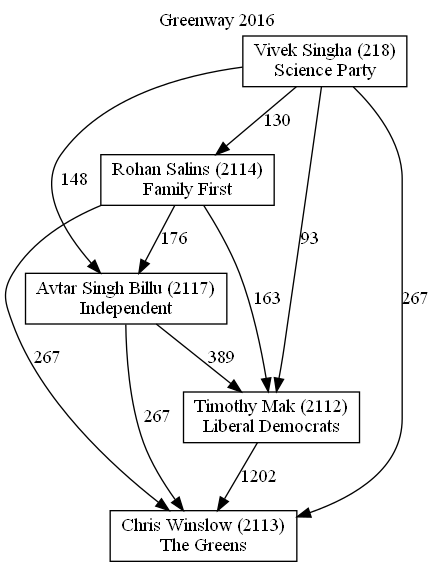 Greenway 2016
Vivek Singha (218)
Science Party
130
Rohan Salins (2114)
Family First
148
176
93
163
267
Avtar Singh Billu (2117)
Independent
267
389
267
Timothy Mak (2112)
Liberal Democrats
1202
Chris Winslow (2113)
The Greens